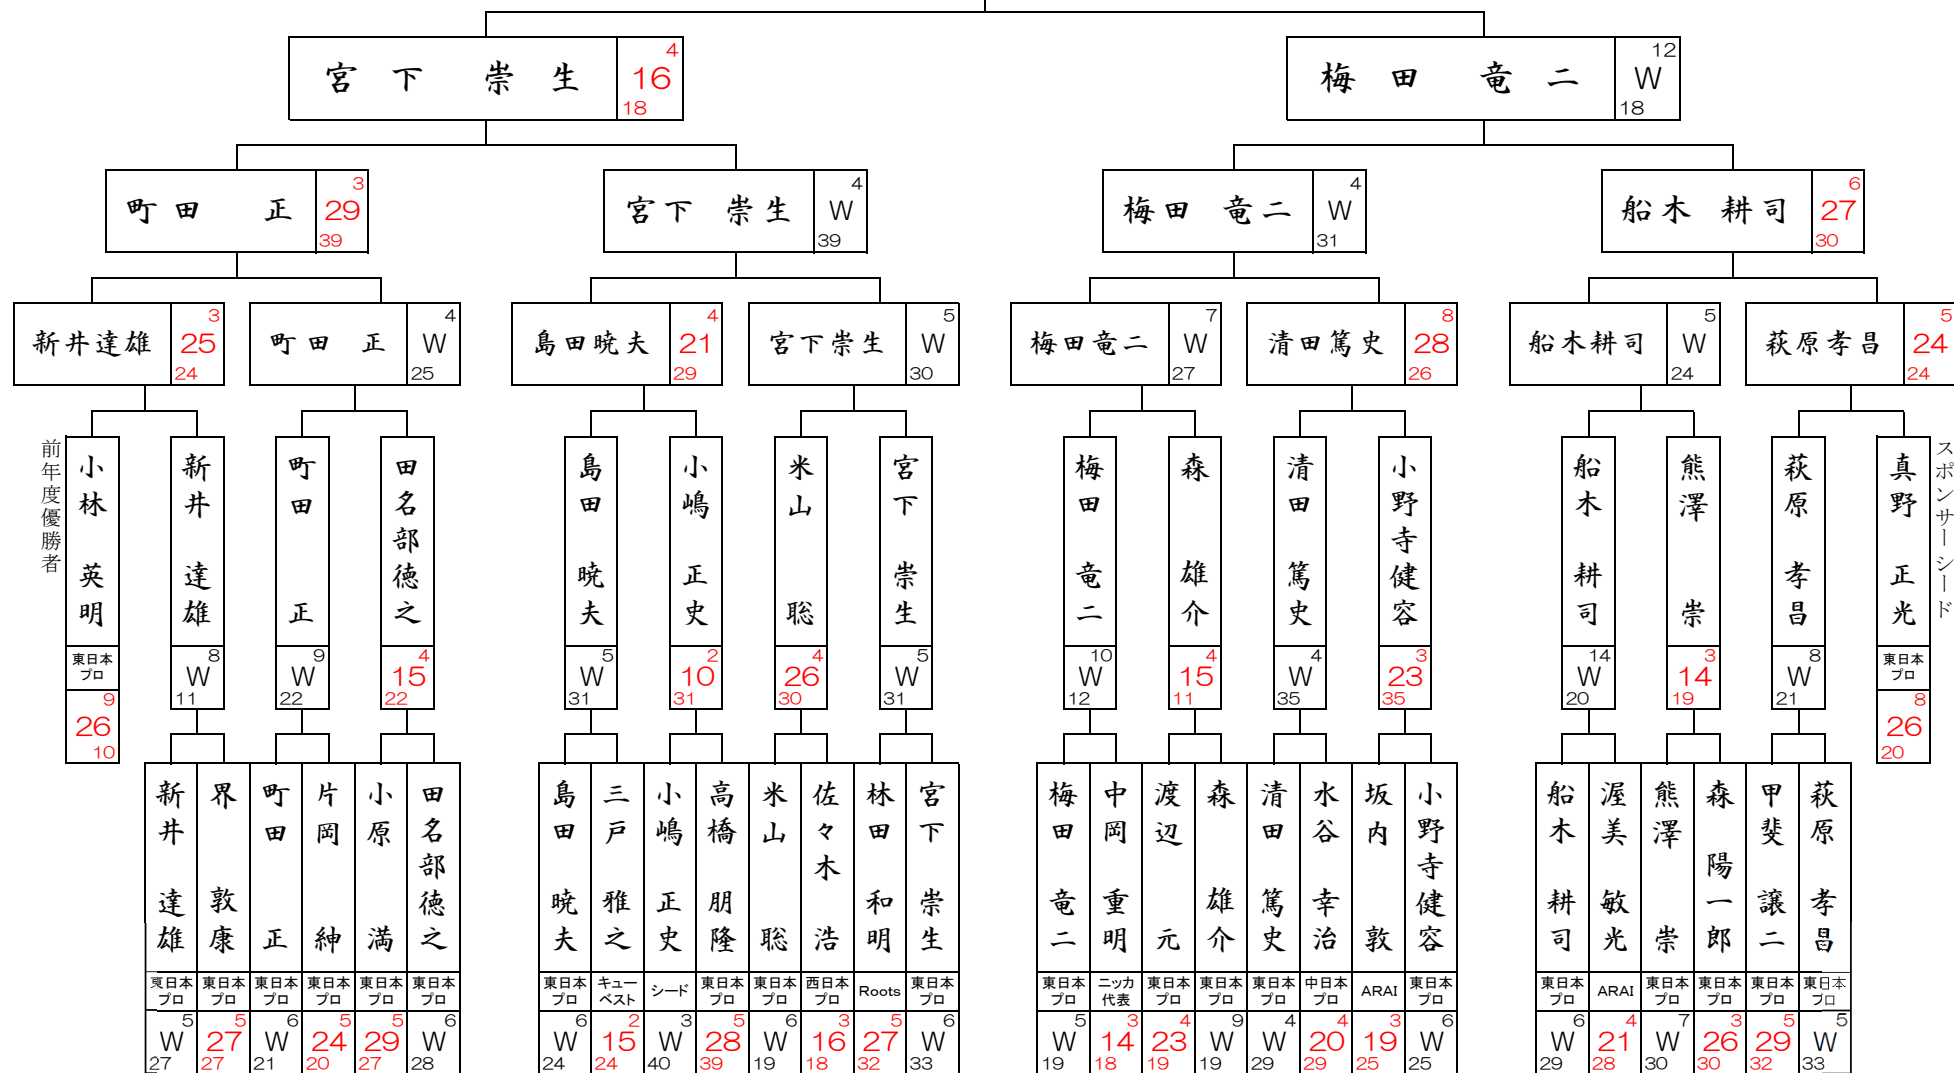 宮下 崇生 4 16 18
梅田 竜二 12 W 18
町田 正 3 29 39
宮下 崇生 4 W 39
梅田 竜二 4 W 31
船木 耕司 6 27 30
新井達雄 3 25 24
町田 正 4 W 25
島田暁夫 4 21 29
宮下崇生 5 W 30
梅田竜二 7 W 27
清田篤史 8 28 26
船木耕司 5 W 24
萩原孝昌 5 24 24
前年度優勝者
小林 英明 東日本プロ 9 26 10
新井 達雄 8 W 11
町田 正 9 W 22
田名部徳之 4 15 22
島田 暁夫 5 W 31
小嶋 正史 2 10 31
米山 聡 4 26 30
宮下 崇生 5 W 31
梅田 竜二 10 W 12
森 雄介 4 15 11
清田 篤史 4 W 35
小野寺健容 3 23 35
船木 耕司 14 W 20
熊澤 崇 3 14 19
萩原 孝昌 8 W 21
真野 正光 東日本プロ 8 26 20
スポンサーシード
新井 達雄 東日本プロ 5 W 27
界 敦康 東日本プロ 5 27 27
町田 正 東日本プロ 6 W 21
片岡 紳 東日本プロ 5 24 20
小原 満 東日本プロ 5 29 27
田名部徳之 東日本プロ 6 W 28
島田 暁夫 東日本プロ 6 W 24
三戸 雅之 キューベスト 2 15 24
小嶋 正史 シード 3 W 40
高橋 朋隆 東日本プロ 5 28 39
米山 聡 東日本プロ 6 W 19
佐々木 浩 西日本プロ 3 16 18
林田 和明 Roots 5 27 32
宮下 崇生 東日本プロ 6 W 33
梅田 竜二 東日本プロ 5 W 19
中岡 重明 ニッカ代表 3 14 18
渡辺 元 東日本プロ 4 23 19
森 雄介 東日本プロ 9 W 19
清田 篤史 東日本プロ 4 W 29
水谷 幸治 中日本プロ 4 20 29
坂内 敦 ARAI 3 19 25
小野寺健容 東日本プロ 6 W 25
船木 耕司 東日本プロ 6 W 29
渥美 敏光 ARAI 4 21 28
熊澤 崇 東日本プロ 7 W 30
森 陽一郎 東日本プロ 3 26 30
甲斐 譲二 東日本プロ 5 29 32
萩原 孝昌 東日本プロ 5 W 33